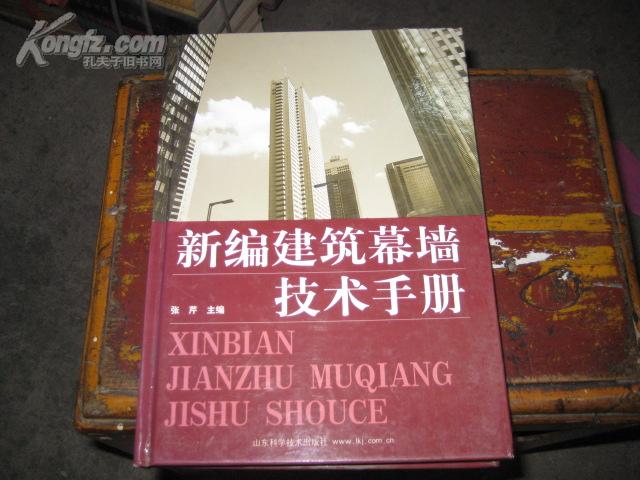 Kongfz.com
孔夫子旧书网
新编建筑幕墙
技术手册
张芹 主编
XINBIAN
JIANZHU MUQIANG
JISHU SHOUCE
山东科学技术出版社 www.lkj.com.cn